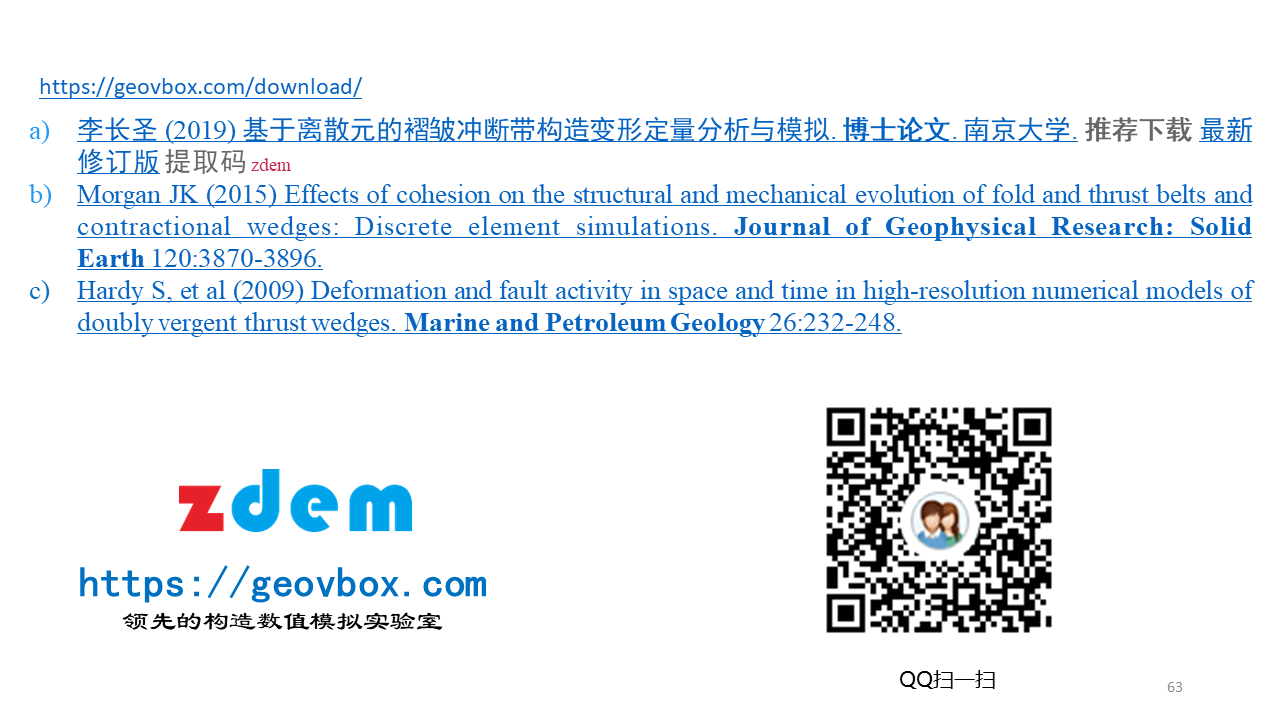 https://geovbox.com/download/
a) 李长圣 (2019) 基于离散元的褶皱冲断带构造变形定量分析与模拟. 博士论文. 南京大学. 推荐下载 最新
修订版 提取码 zdem
b) Morgan JK (2015) Effects of cohesion on the structural and mechanical evolution of fold and thrust belts and
contractional wedges: Discrete element simulations. Journal of Geophysical Research: Solid
Earth 120:3870-3896.
c) Hardy S, et al (2009) Deformation and fault activity in space and time in high-resolution numerical models of
doubly vergent thrust wedges. Marine and Petroleum Geology 26:232-248.
zdem
https://geovbox.com
领先的构造数值模拟实验室
QQ扫一扫
63